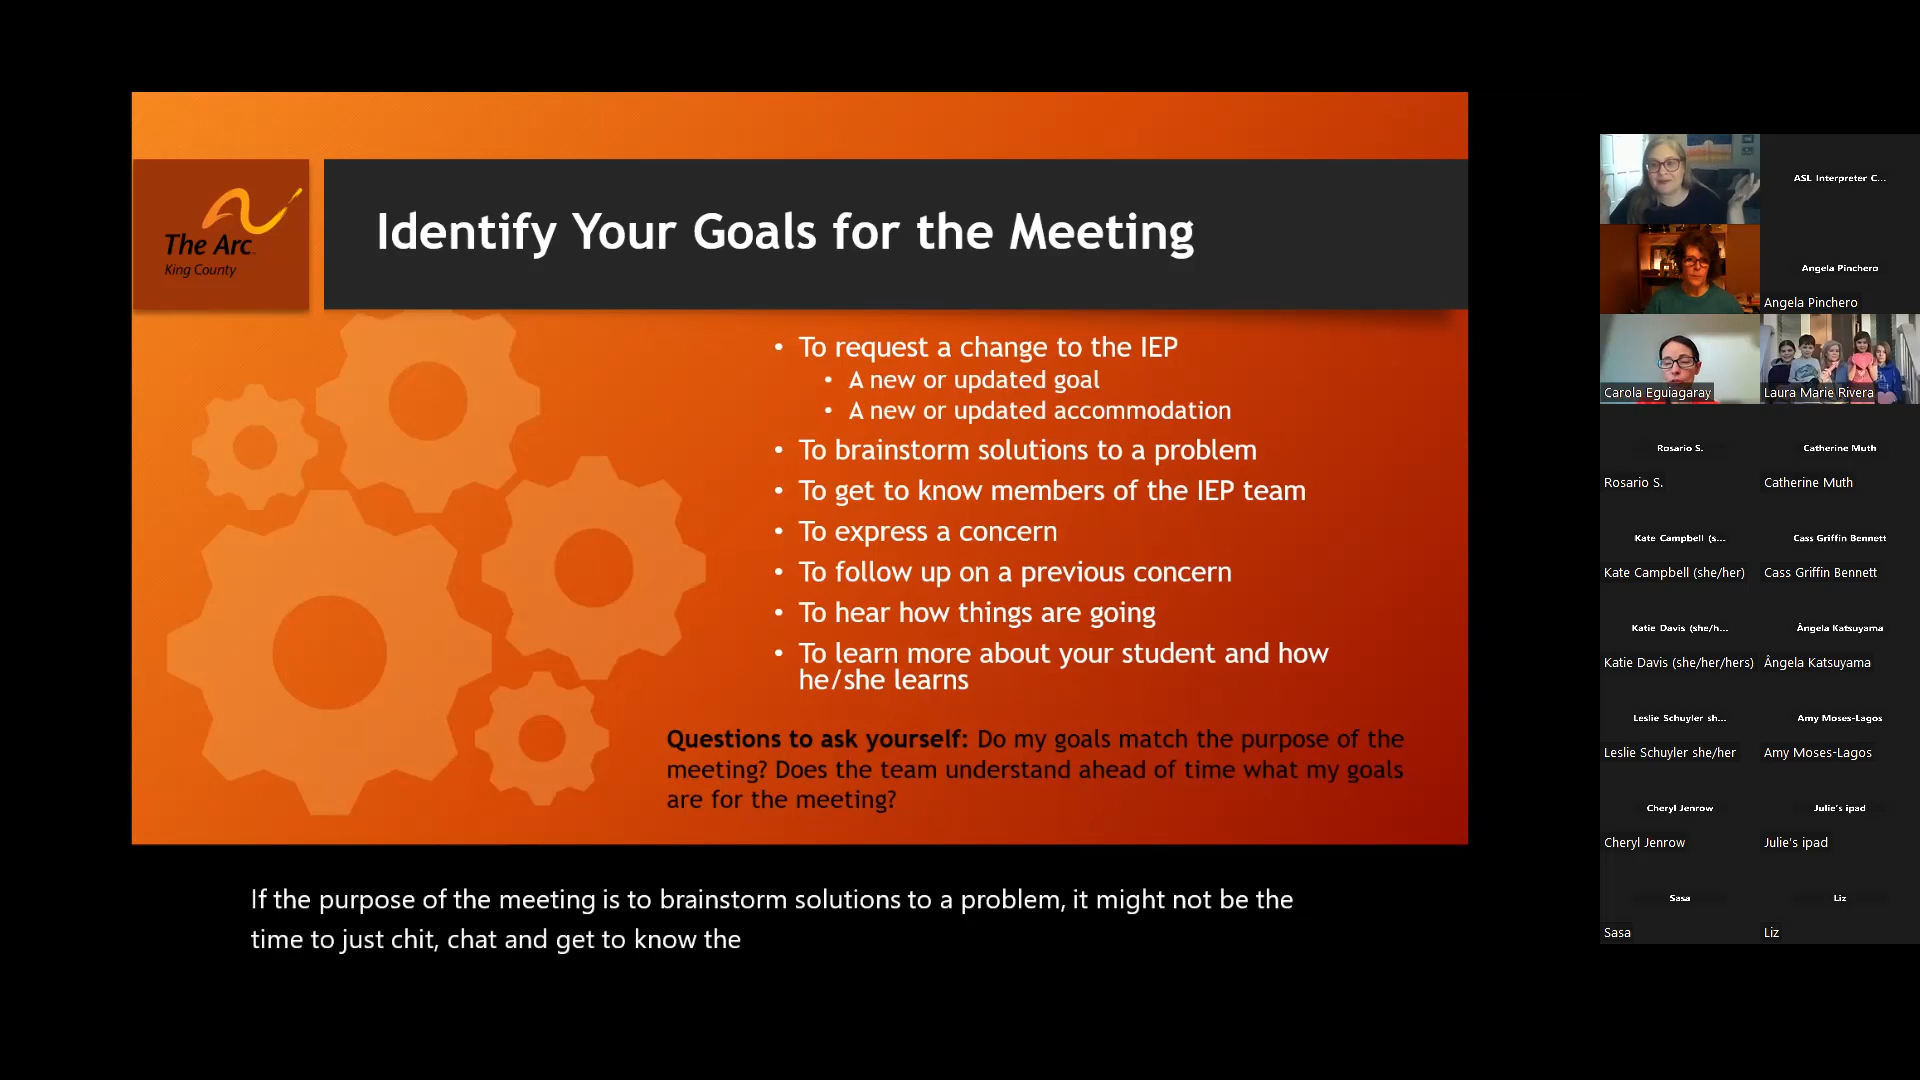 The Arc
King County
Identify Your Goals for the Meeting
• To request a change to the IEP
• A new or updated goal
• A new or updated accommodation
• To brainstorm solutions to a problem
• To get to know members of the IEP team
• To express a concern
• To follow up on a previous concern
• To hear how things are going
• To learn more about your student and how
he/she learns
Questions to ask yourself: Do my goals match the purpose of the
meeting? Does the team understand ahead of time what my goals
are for the meeting?
If the purpose of the meeting is to brainstorm solutions to a problem, it might not be the
time to just chit, chat and get to know the
ASL Interpreter C...
Angela Pinchero
Angela Pinchero
Carola Eguiagaray
Laura Marie Rivera
Rosario S.
Catherine Muth
Rosario S.
Catherine Muth
Kate Campbell (s...
Cass Griffin Bennett
Kate Campbell (she/her)
Cass Griffin Bennett
Katie Davis (she/h...
Ângela Katsuyama
Katie Davis (she/her/hers)
Ângela Katsuyama
Leslie Schuyler sh...
Amy Moses-Lagos
Leslie Schuyler she/her
Amy Moses-Lagos
Cheryl Jenrow
Julie's ipad
Cheryl Jenrow
Julie's ipad
Sasa
Liz
Sasa
Liz